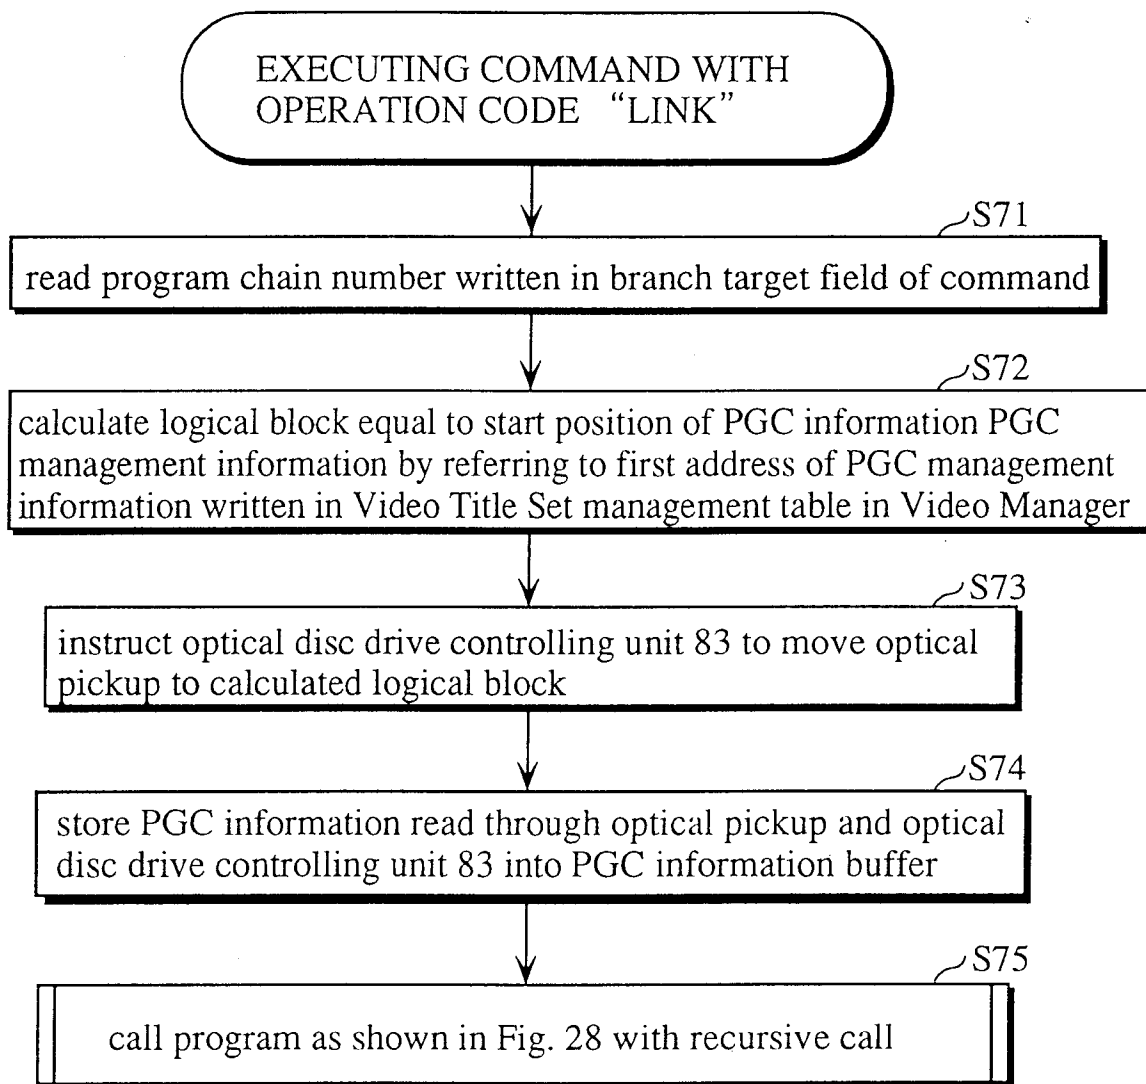 EXECUTING COMMAND WITH
OPERATION CODE “LINK”
S71
read program chain number written in branch target field of command
S72
calculate logical block equal to start position of PGC information PGC
management information by referring to first address of PGC management
information written in Video Title Set management table in Video Manager
S73
instruct optical disc drive controlling unit 83 to move optical
pickup to calculated logical block
S74
store PGC information read through optical pickup and optical
disc drive controlling unit 83 into PGC information buffer
S75
call program as shown in Fig. 28 with recursive call